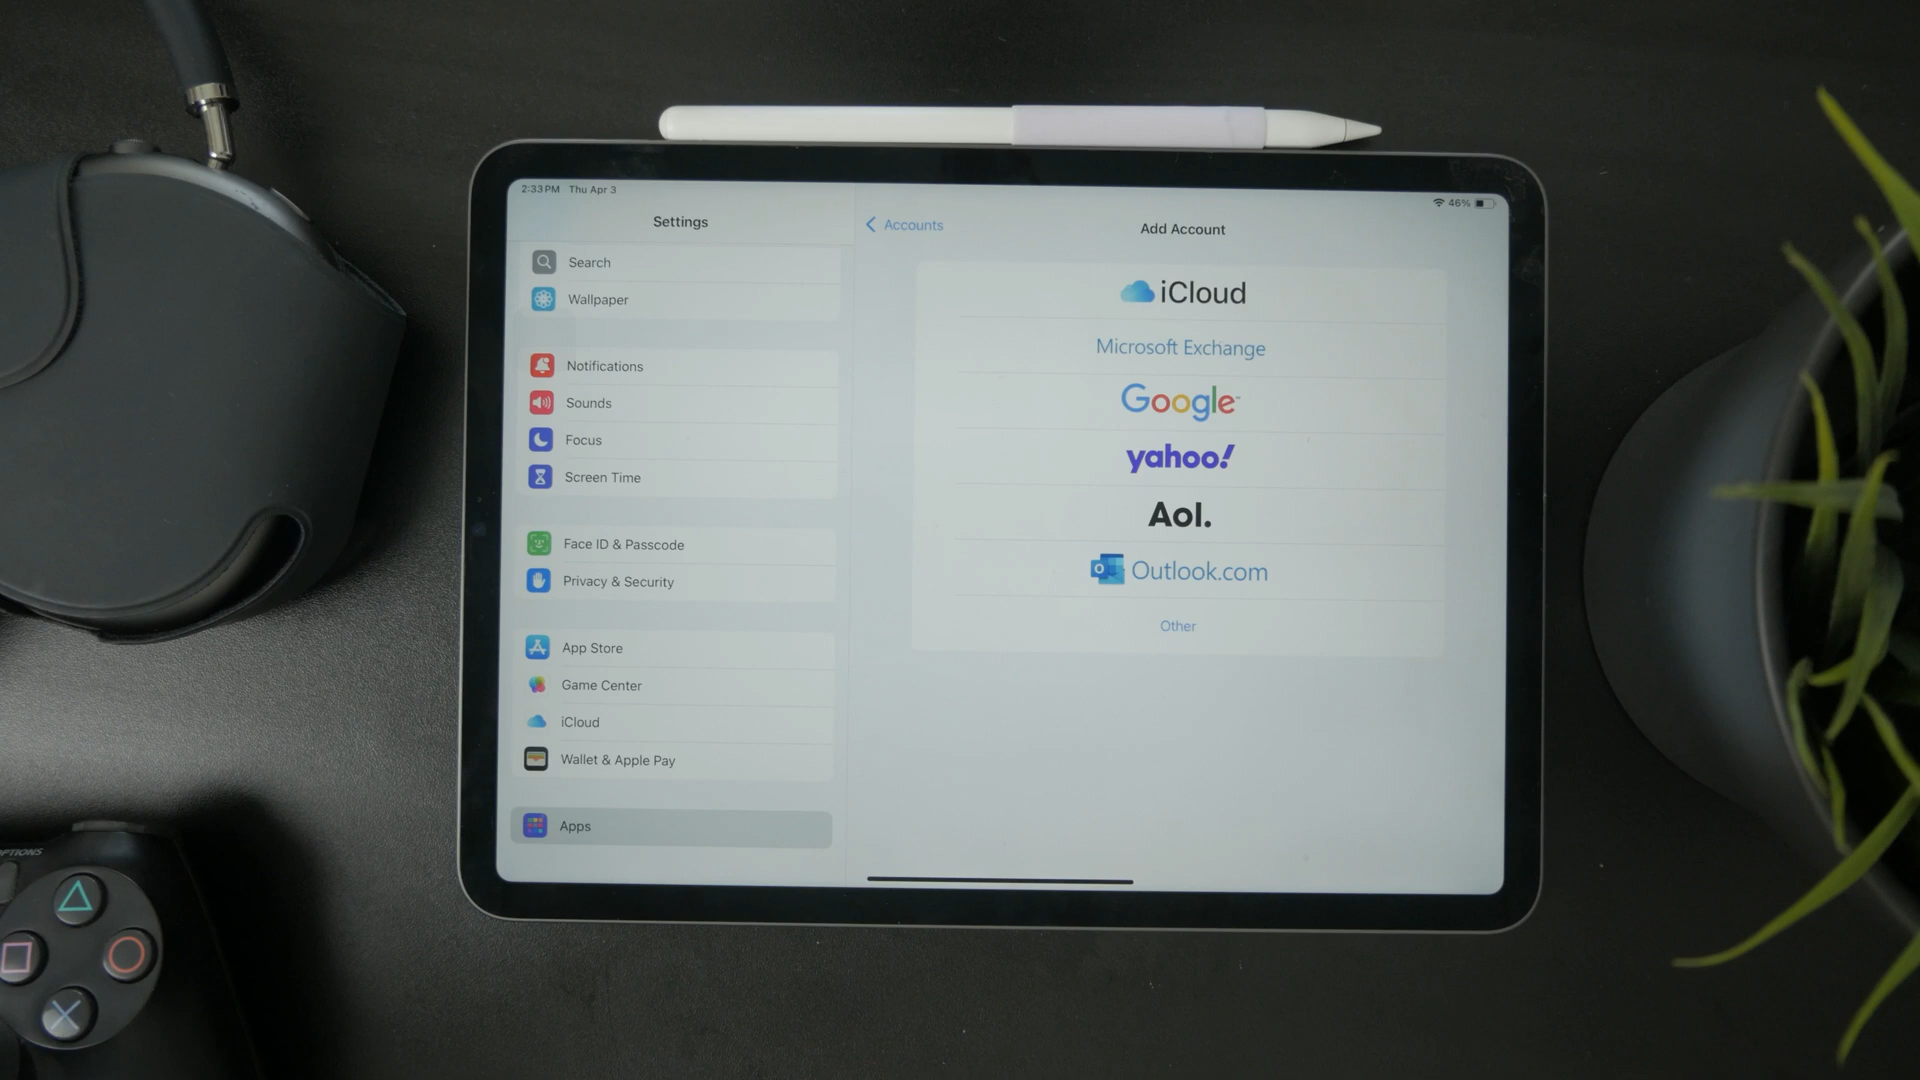 2:33 PM Thu Apr 3
46%
Settings
Search
Wallpaper
Notifications
Sounds
Focus
Screen Time
Face ID & Passcode
Privacy & Security
App Store
Game Center
iCloud
Wallet & Apple Pay
Apps
Accounts
Add Account
iCloud
Microsoft Exchange
Google
yahoo!
Aol.
Outlook.com
Other
OPTIONS